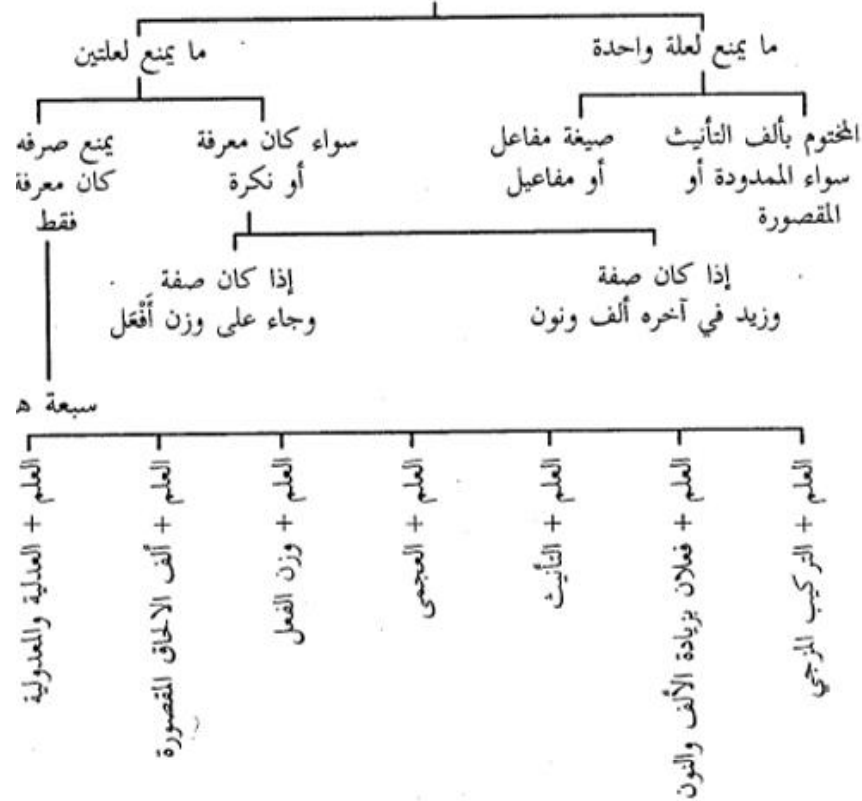 ما يمنع لعلة واحدة
ما يمنع لعلتين
المختوم بألف التأنيث
سواء الممدودة أو
المقصورة
صيغة مفاعل
أو مفاعيل
سواء كان معرفة
أو نكرة
يمنع صرفه
كان معرفة
فقط
إذا كان صفة
وزيد في آخره ألف ونون
إذا كان صفة
وجاء على وزن أَفْعَل
سبعة ه
العلم + التركيب المزجي
العلم + فعلان بزيادة الألف والنون
العلم + التأنيث
العلم + العجمى
العلم + وزن الفعل
العلم + ألف الالحاق المقصورة
العلم + العدلية والمعدولية